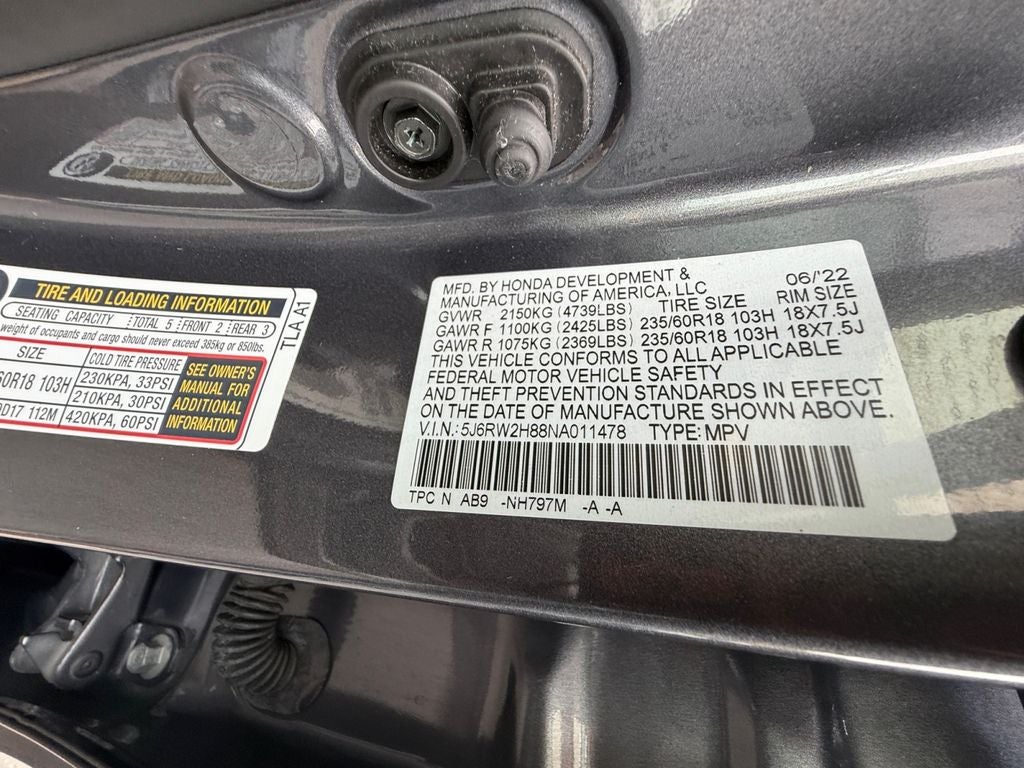 TIRE AND LOADING INFORMATION
SEATING CAPACITY TOTAL 5 FRONT 2 REAR 3
weight of occupants and cargo should never exceed 385kg or 850lbs.
SIZE COLD TIRE PRESSURE SEE OWNER'S MANUAL FOR ADDITIONAL INFORMATION
60R18 103H 230KPA, 33PSI
210KPA, 30PSI
D17 112M 420KPA, 60PSI
TLA A1
MFD. BY HONDA DEVELOPMENT & 06/'22
MANUFACTURING OF AMERICA, LLC
GVWR 2150KG (4739LBS) TIRE SIZE RIM SIZE
GAWR F 1100KG (2425LBS) 235/60R18 103H 18X7.5J
GAWR R 1075KG (2369LBS) 235/60R18 103H 18X7.5J
THIS VEHICLE CONFORMS TO ALL APPLICABLE
FEDERAL MOTOR VEHICLE SAFETY
AND THEFT PREVENTION STANDARDS IN EFFECT
ON THE DATE OF MANUFACTURE SHOWN ABOVE.
V.I.N.: 5J6RW2H88NA011478 TYPE: MPV
TPC N AB9 -NH797M -A -A